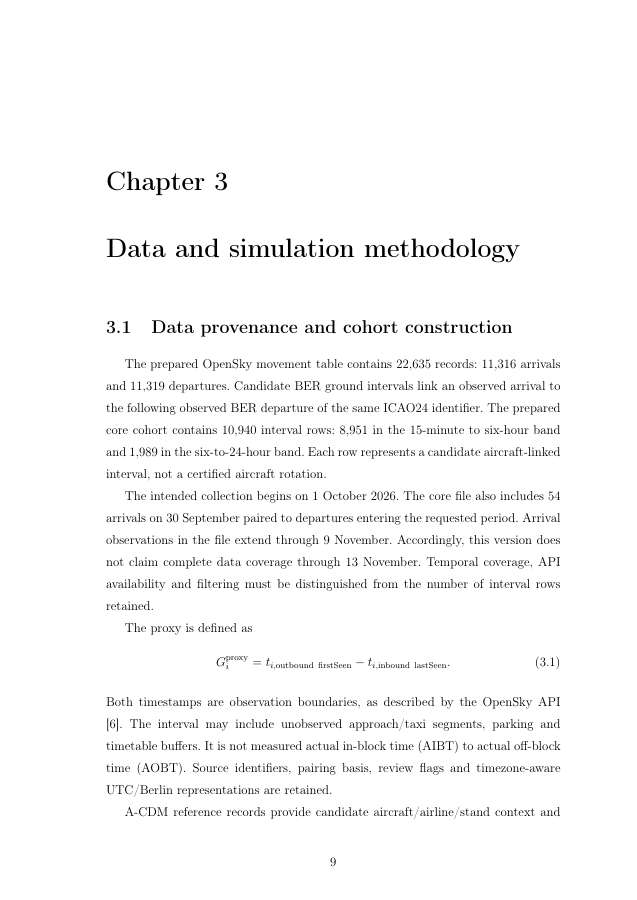 Chapter 3
Data and simulation methodology
3.1 Data provenance and cohort construction
The prepared OpenSky movement table contains 22,635 records: 11,316 arrivals
and 11,319 departures. Candidate BER ground intervals link an observed arrival to
the following observed BER departure of the same ICAO24 identifier. The prepared
core cohort contains 10,940 interval rows: 8,951 in the 15-minute to six-hour band
and 1,989 in the six-to-24-hour band. Each row represents a candidate aircraft-linked
interval, not a certified aircraft rotation.
The intended collection begins on 1 October 2026. The core file also includes 54
arrivals on 30 September paired to departures entering the requested period. Arrival
observations in the file extend through 9 November. Accordingly, this version does
not claim complete data coverage through 13 November. Temporal coverage, API
availability and filtering must be distinguished from the number of interval rows
retained.
The proxy is defined as
G_i^proxy = t_i,outbound firstSeen − t_i,inbound lastSeen. (3.1)
Both timestamps are observation boundaries, as described by the OpenSky API
[6]. The interval may include unobserved approach/taxi segments, parking and
timetable buffers. It is not measured actual in-block time (AIBT) to actual off-block
time (AOBT). Source identifiers, pairing basis, review flags and timezone-aware
UTC/Berlin representations are retained.
A-CDM reference records provide candidate aircraft/airline/stand context and
9